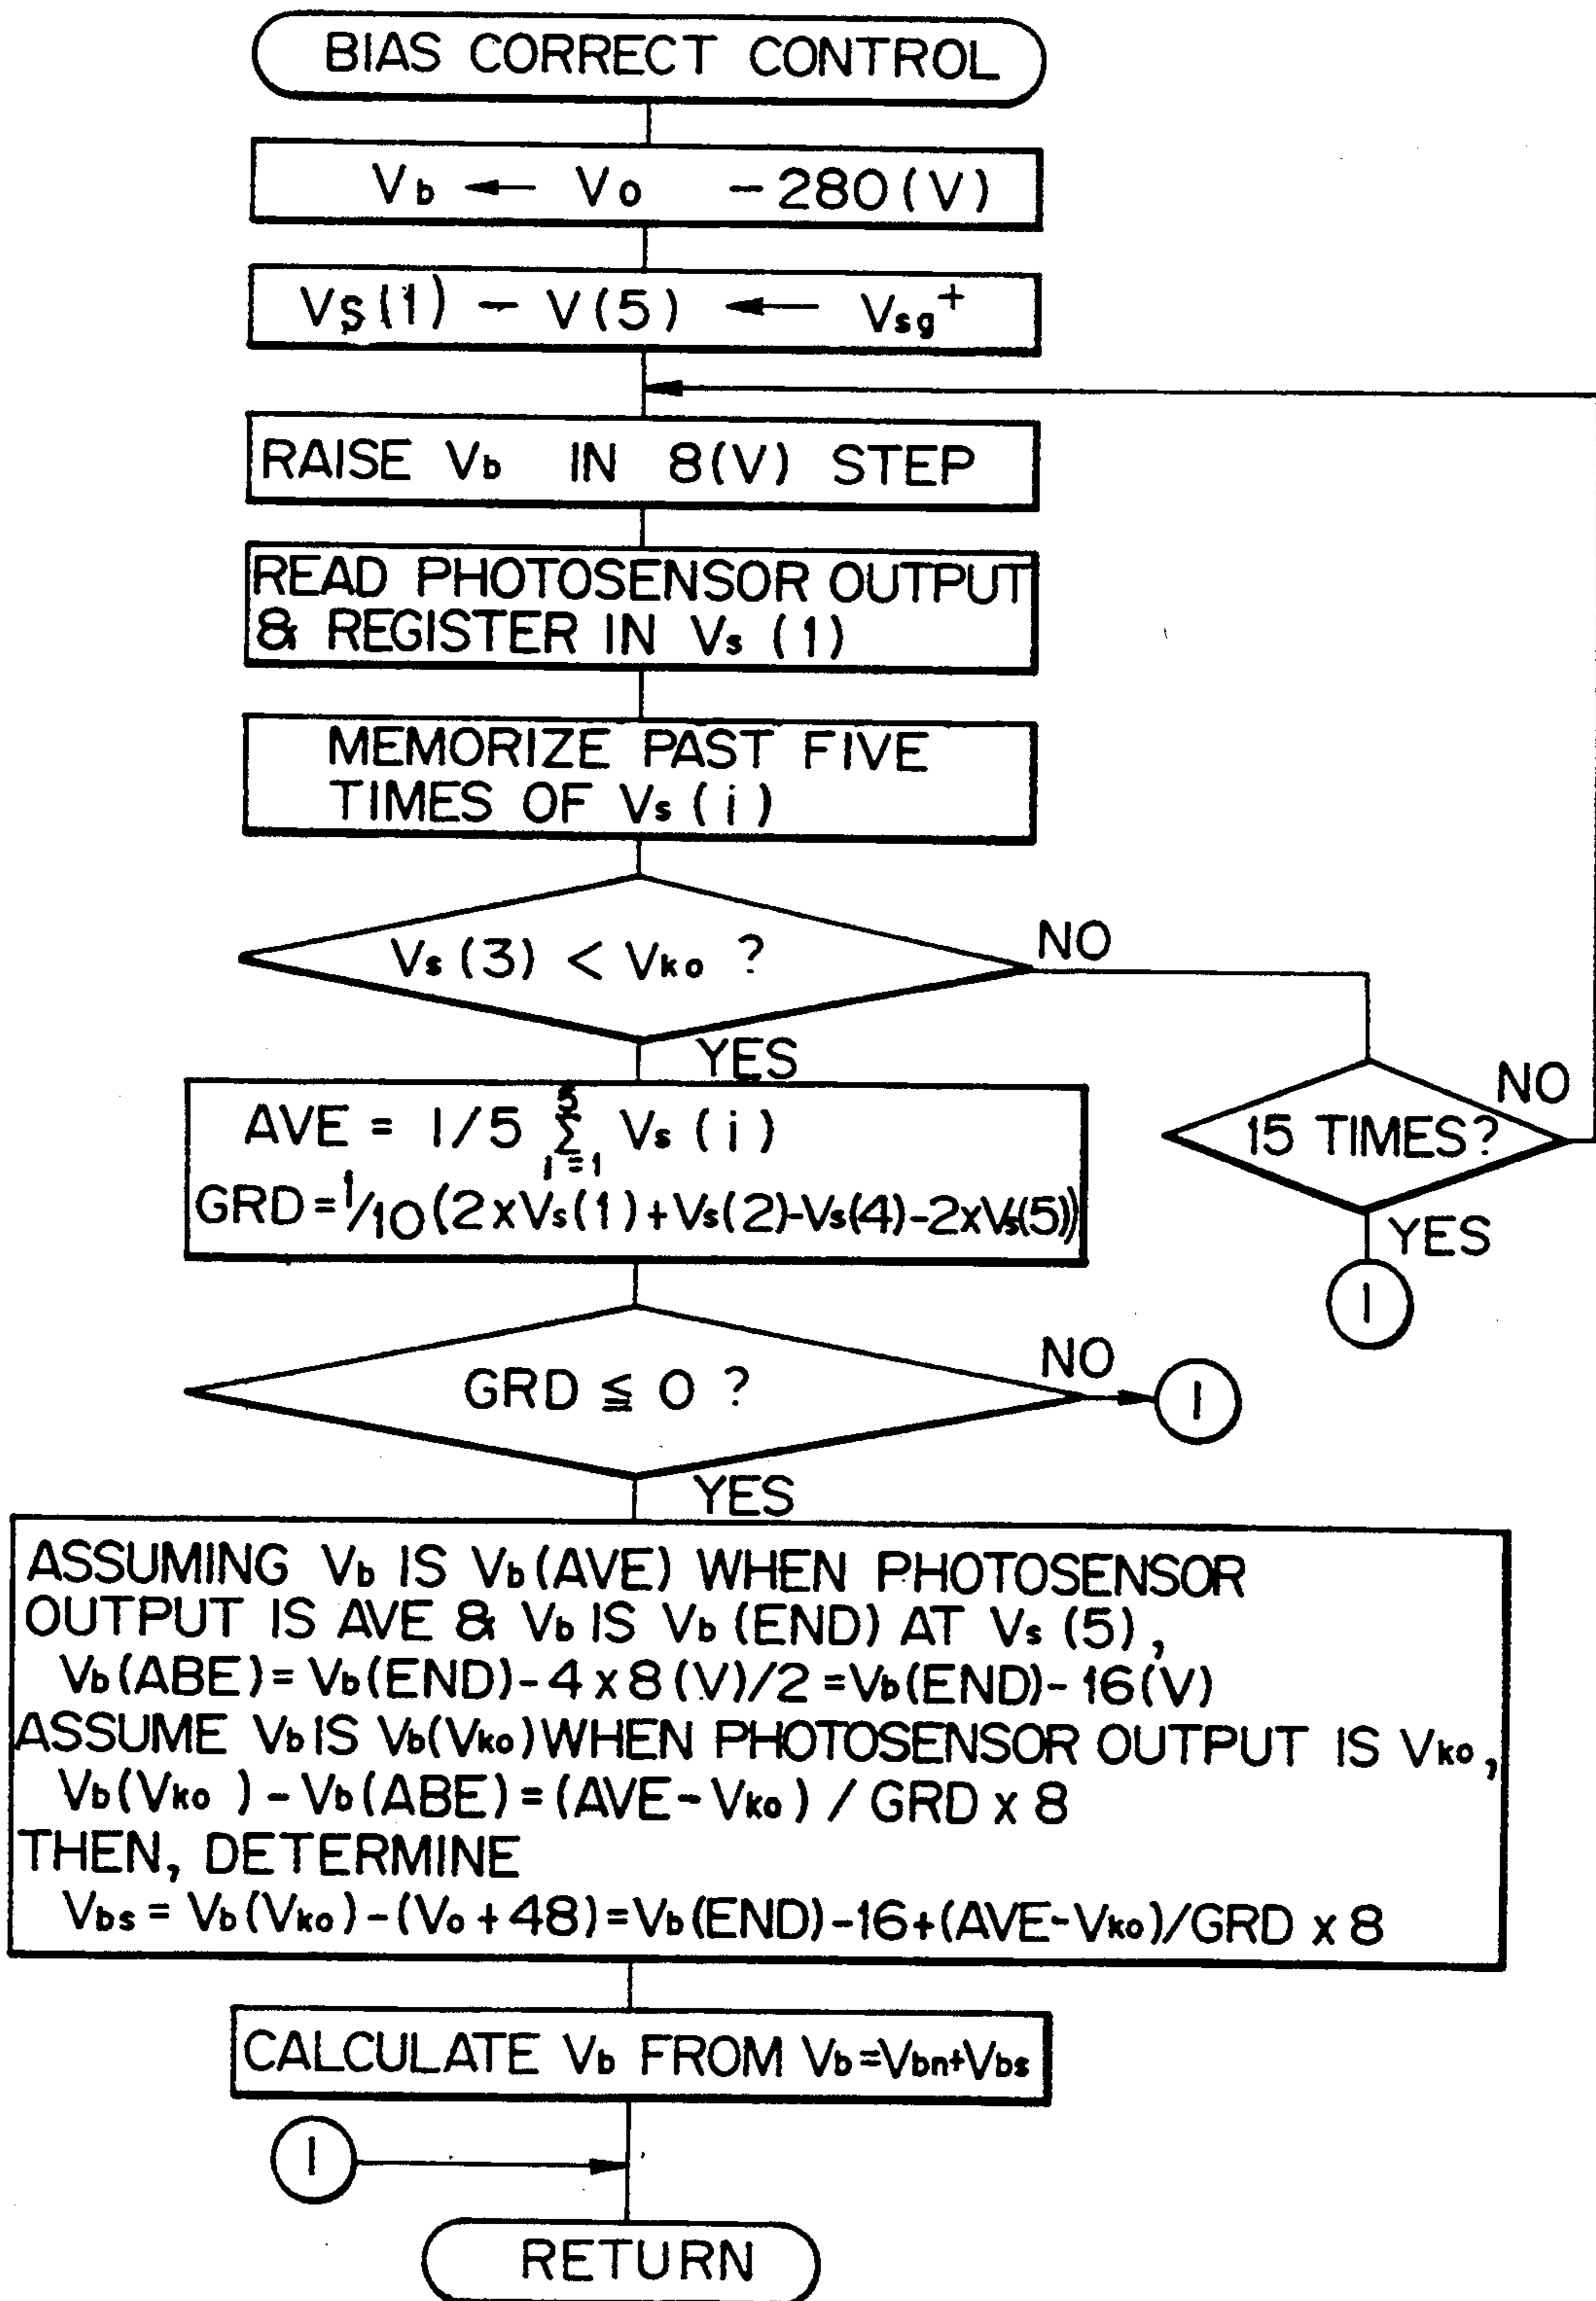 BIAS CORRECT CONTROL
Vb ← Vo -280(V)
VS(1) - V(5) ← Vsg+
RAISE Vb IN 8(V) STEP
READ PHOTOSENSOR OUTPUT
& REGISTER IN Vs (1)
MEMORIZE PAST FIVE
TIMES OF Vs (i)
Vs (3) < Vko ?
NO
YES
15 TIMES?
NO
YES
1
AVE = 1/5 5∑i=1 Vs (i)
GRD=1/10(2xVs(1)+Vs(2)-Vs(4)-2xVs(5))
GRD ≦ 0 ?
NO
1
YES
ASSUMING Vb IS Vb(AVE) WHEN PHOTOSENSOR
OUTPUT IS AVE & Vb IS Vb (END) AT Vs (5),
Vb(ABE)=Vb(END)-4x8(V)/2=Vb(END)-16(V)
ASSUME Vb IS Vb(Vko) WHEN PHOTOSENSOR OUTPUT IS Vko,
Vb(Vko)-Vb(ABE)=(AVE-Vko)/GRD x 8
THEN, DETERMINE
Vbs=Vb(Vko)-(Vo+48)=Vb(END)-16+(AVE-Vko)/GRD x 8
CALCULATE Vb FROM Vb=Vbn+Vbs
1
RETURN